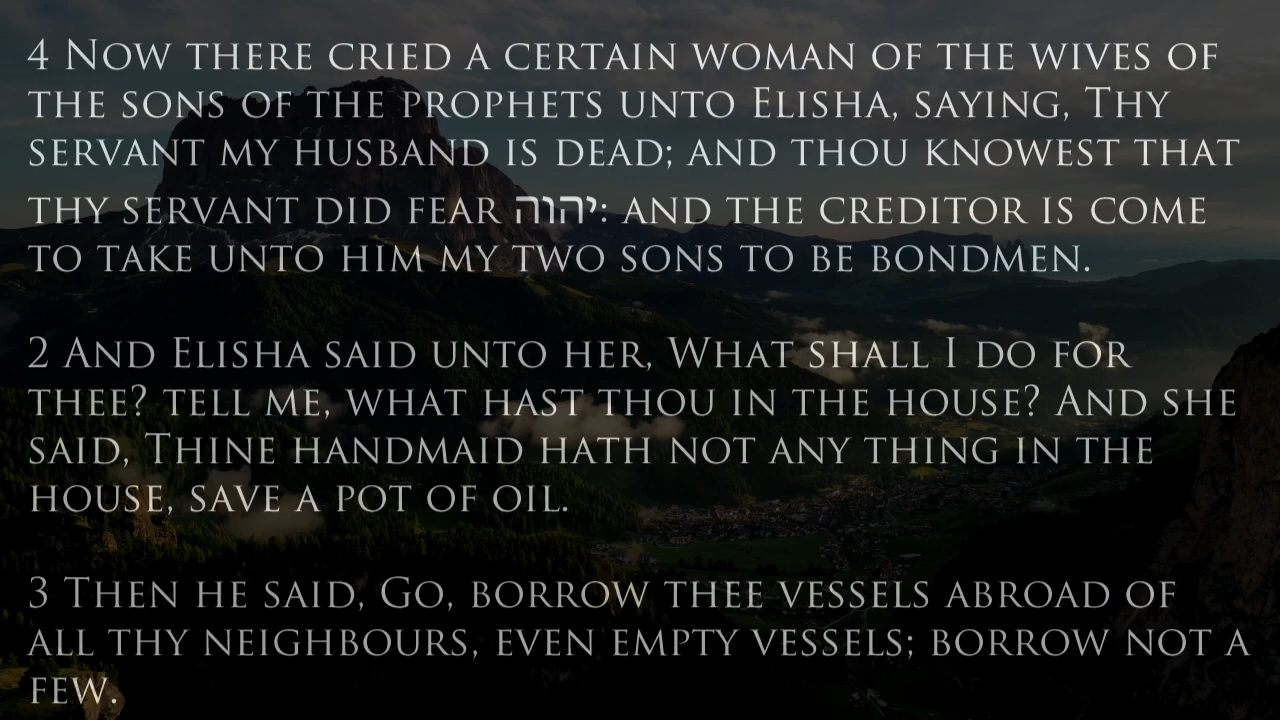 4 Now there cried a certain woman of the wives of
the sons of the prophets unto Elisha, saying, Thy
servant my husband is dead; and thou knowest that
thy servant did fear יהוה: and the creditor is come
to take unto him my two sons to be bondmen.
2 And Elisha said unto her, What shall I do for
thee? tell me, what hast thou in the house? And she
said, Thine handmaid hath not any thing in the
house, save a pot of oil.
3 Then he said, Go, borrow thee vessels abroad of
all thy neighbours, even empty vessels; borrow not a
few.